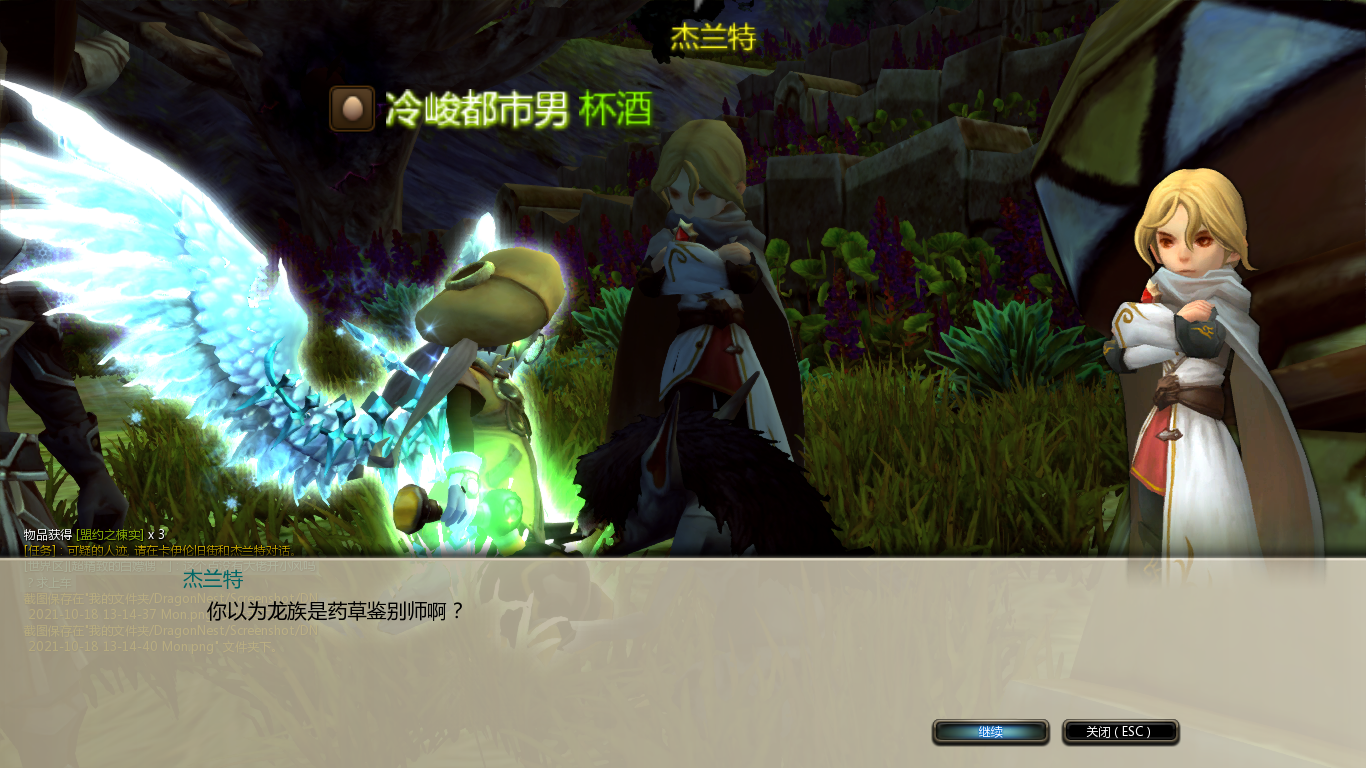 杰兰特
冷峻都市男 杯酒
物品获得 [盟约之楝实] x 3
[任务] : 可疑的人迹, 请在卡伊伦旧街和杰兰特对话.
杰兰特
你以为龙族是药草鉴别师啊？
截图保存在"我的文件夹/DragonNest/Screenshot/DN
2021-10-18 13-14-37 Mon.pn
截图保存在"我的文件夹/DragonNest/Screenshot/DN
2021-10-18 13-14-40 Mon.png" 文件夹下.
继续
关闭 ( ESC )